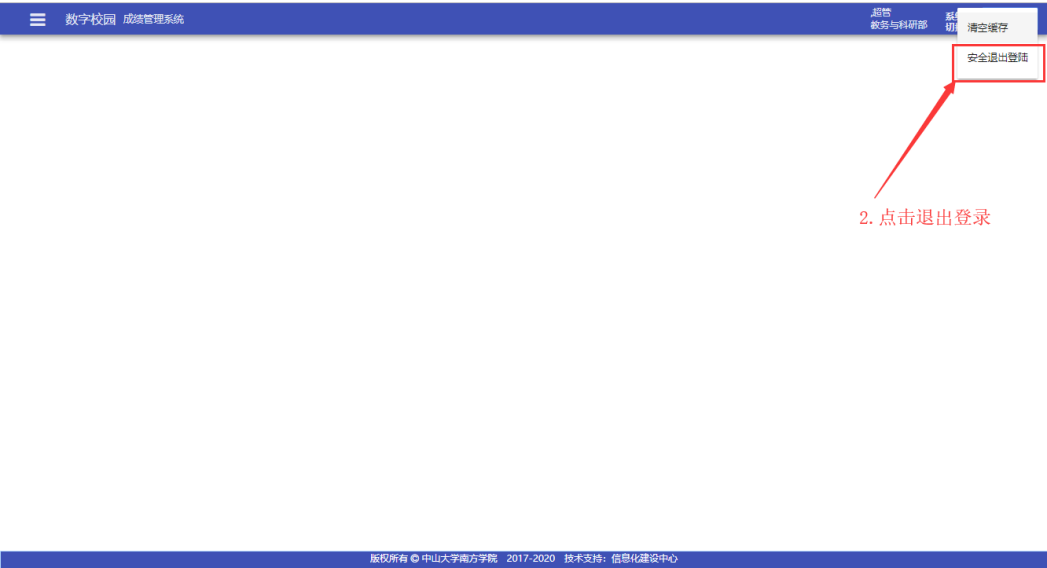 数字校园 成绩管理系统
超管
教务与科研部
清空缓存
安全退出登陆
2.点击退出登录
版权所有 © 中山大学南方学院 2017-2020 技术支持：信息化建设中心